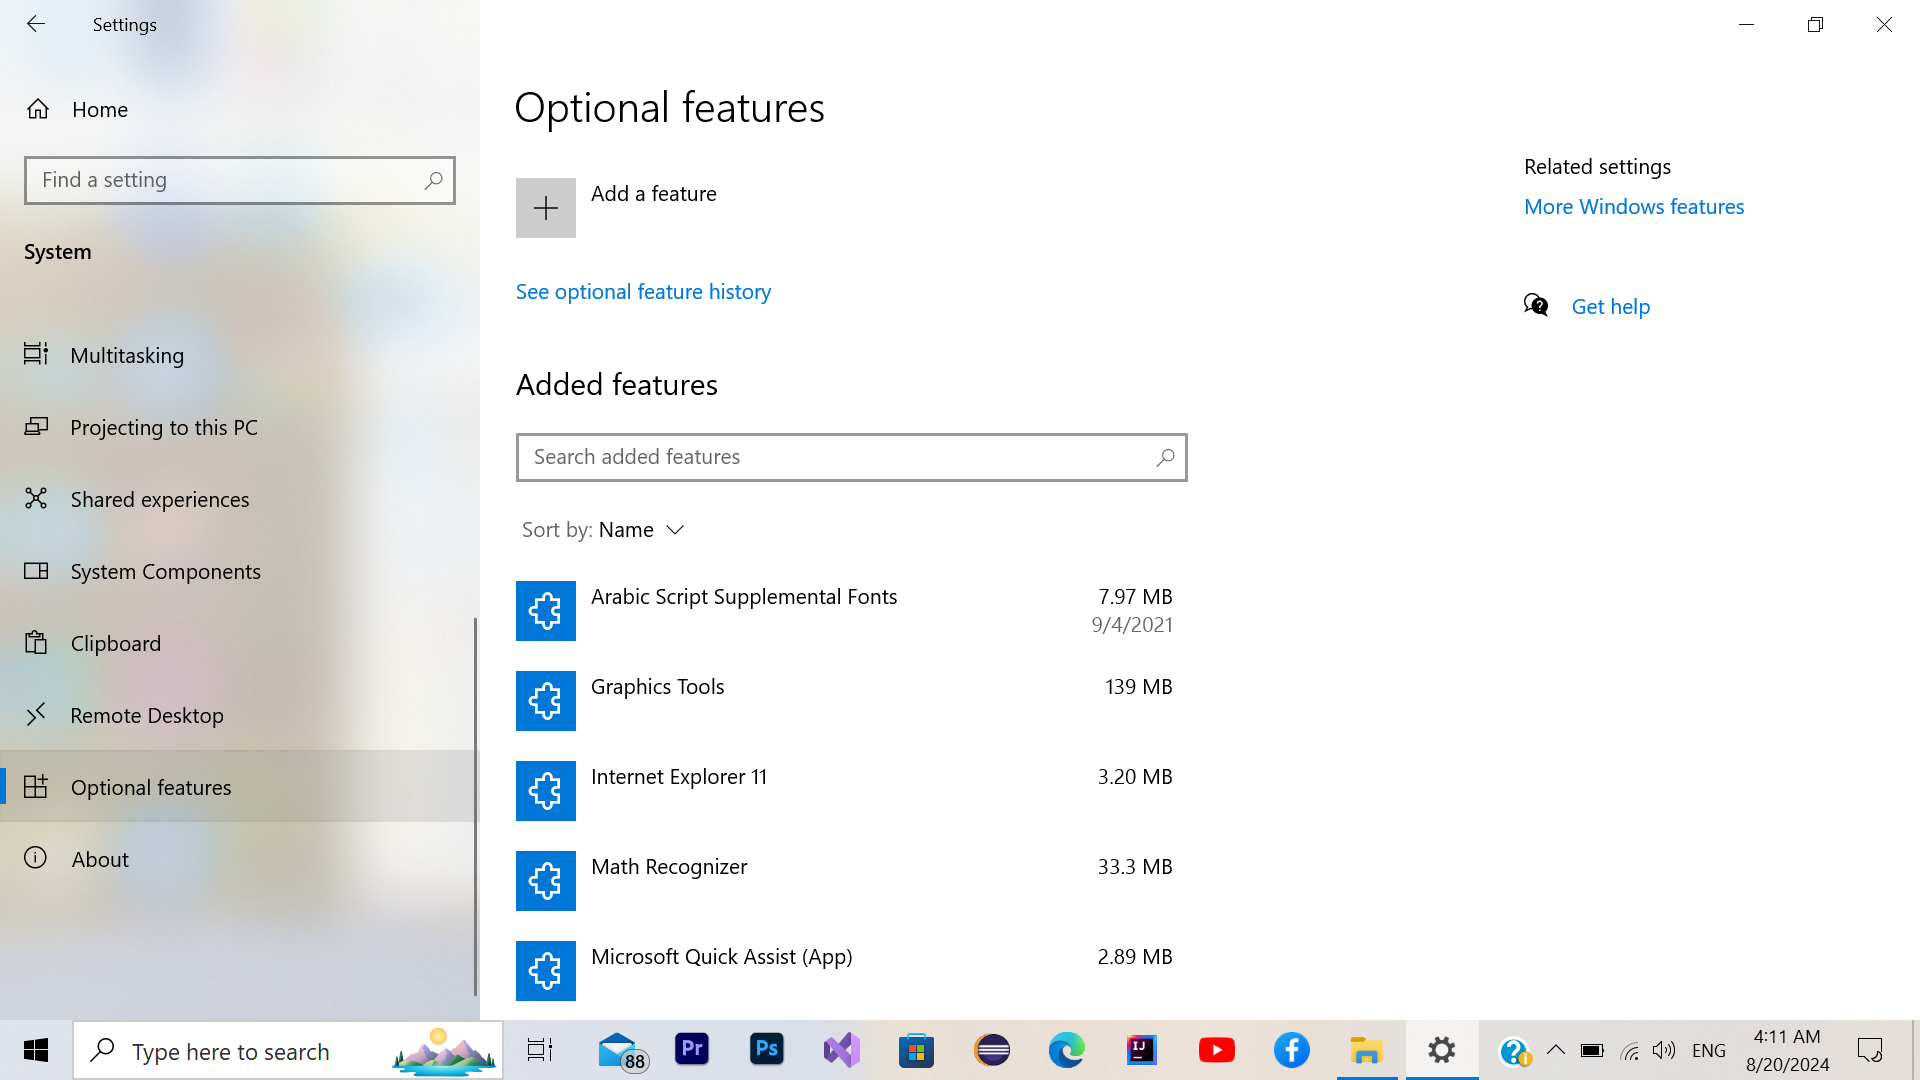 Settings
Home
Find a setting
System
Multitasking
Projecting to this PC
Shared experiences
System Components
Clipboard
Remote Desktop
Optional features
About
Optional features
Add a feature
See optional feature history
Added features
Search added features
Sort by: Name
Arabic Script Supplemental Fonts 7.97 MB
9/4/2021
Graphics Tools 139 MB
Internet Explorer 11 3.20 MB
Math Recognizer 33.3 MB
Microsoft Quick Assist (App) 2.89 MB
Related settings
More Windows features
Get help
Type here to search
88
Pr
Ps
IJ
ENG
4:11 AM
8/20/2024